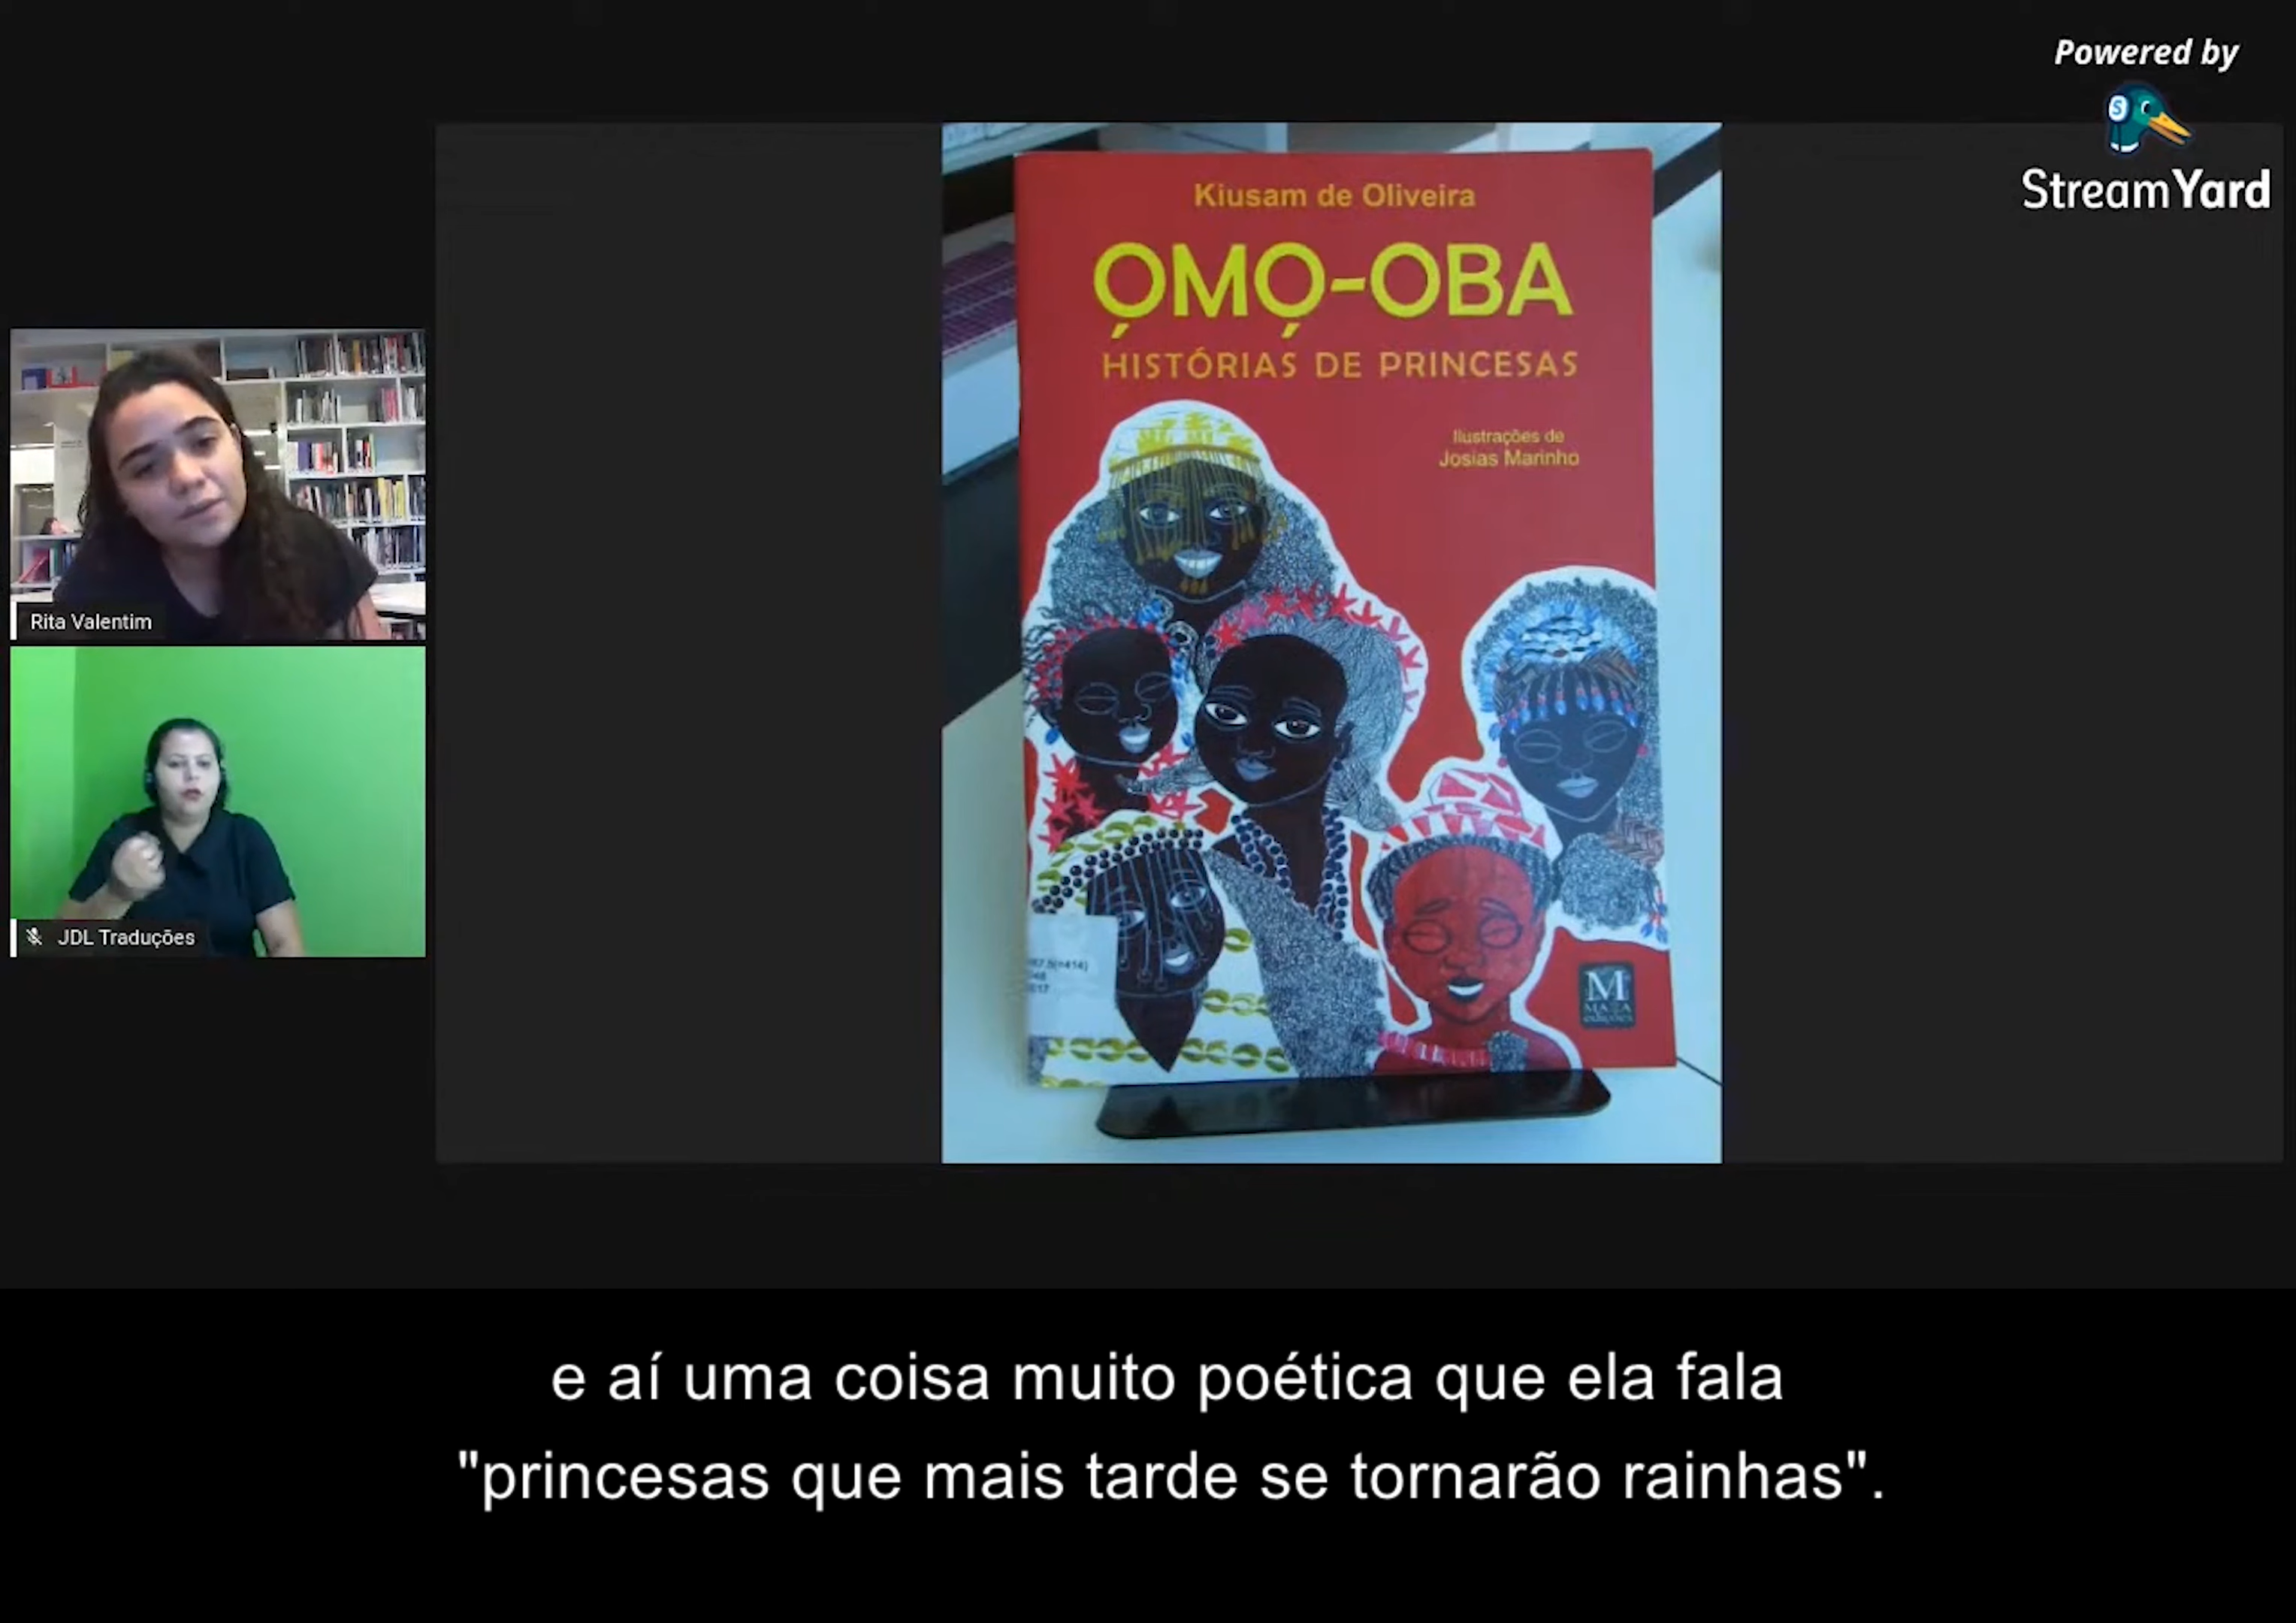 Powered by
StreamYard
Kiusam de Oliveira
ỌMỌ-OBA
HISTÓRIAS DE PRINCESAS
Ilustrações de
Josias Marinho
M
Rita Valentim
JDL Traduções
e aí uma coisa muito poética que ela fala
"princesas que mais tarde se tornarão rainhas".